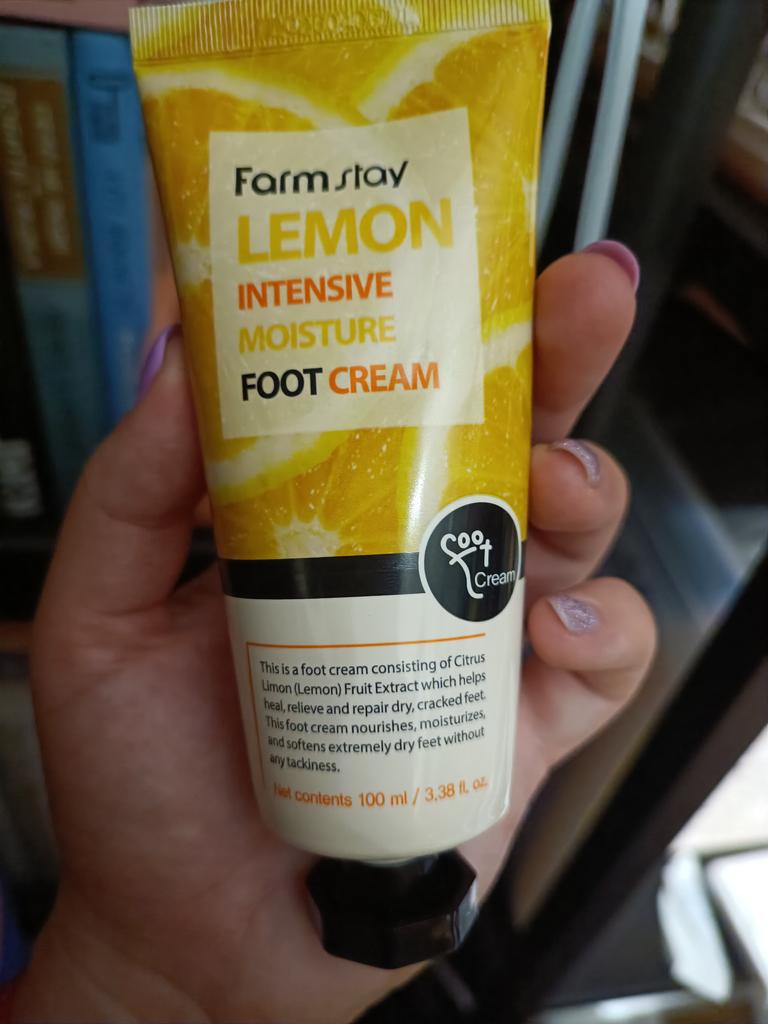 Farmstay
LEMON
INTENSIVE
MOISTURE
FOOT CREAM
Foot
Cream
This is a foot cream consisting of Citrus
Limon (Lemon) Fruit Extract which helps
heal, relieve and repair dry, cracked feet.
This foot cream nourishes, moisturizes,
and softens extremely dry feet without
any tackiness.
Net contents 100 ml / 3.38 fl. oz.